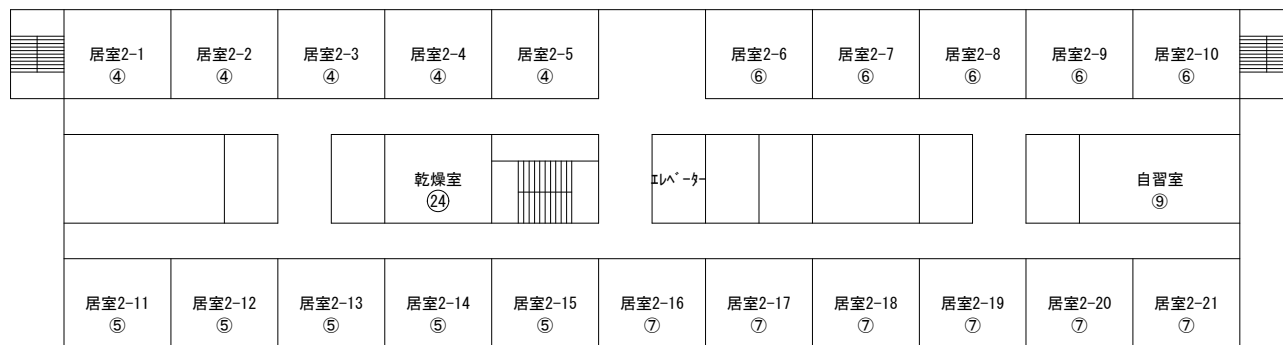 居室2-1 居室2-2 居室2-3 居室2-4 居室2-5 居室2-6 居室2-7 居室2-8 居室2-9 居室2-10
④ ④ ④ ④ ④ ⑥ ⑥ ⑥ ⑥ ⑥
乾燥室 ｴﾚﾍﾞｰﾀｰ 自習室
㉔ ⑨
居室2-11 居室2-12 居室2-13 居室2-14 居室2-15 居室2-16 居室2-17 居室2-18 居室2-19 居室2-20 居室2-21
⑤ ⑤ ⑤ ⑤ ⑤ ⑦ ⑦ ⑦ ⑦ ⑦ ⑦